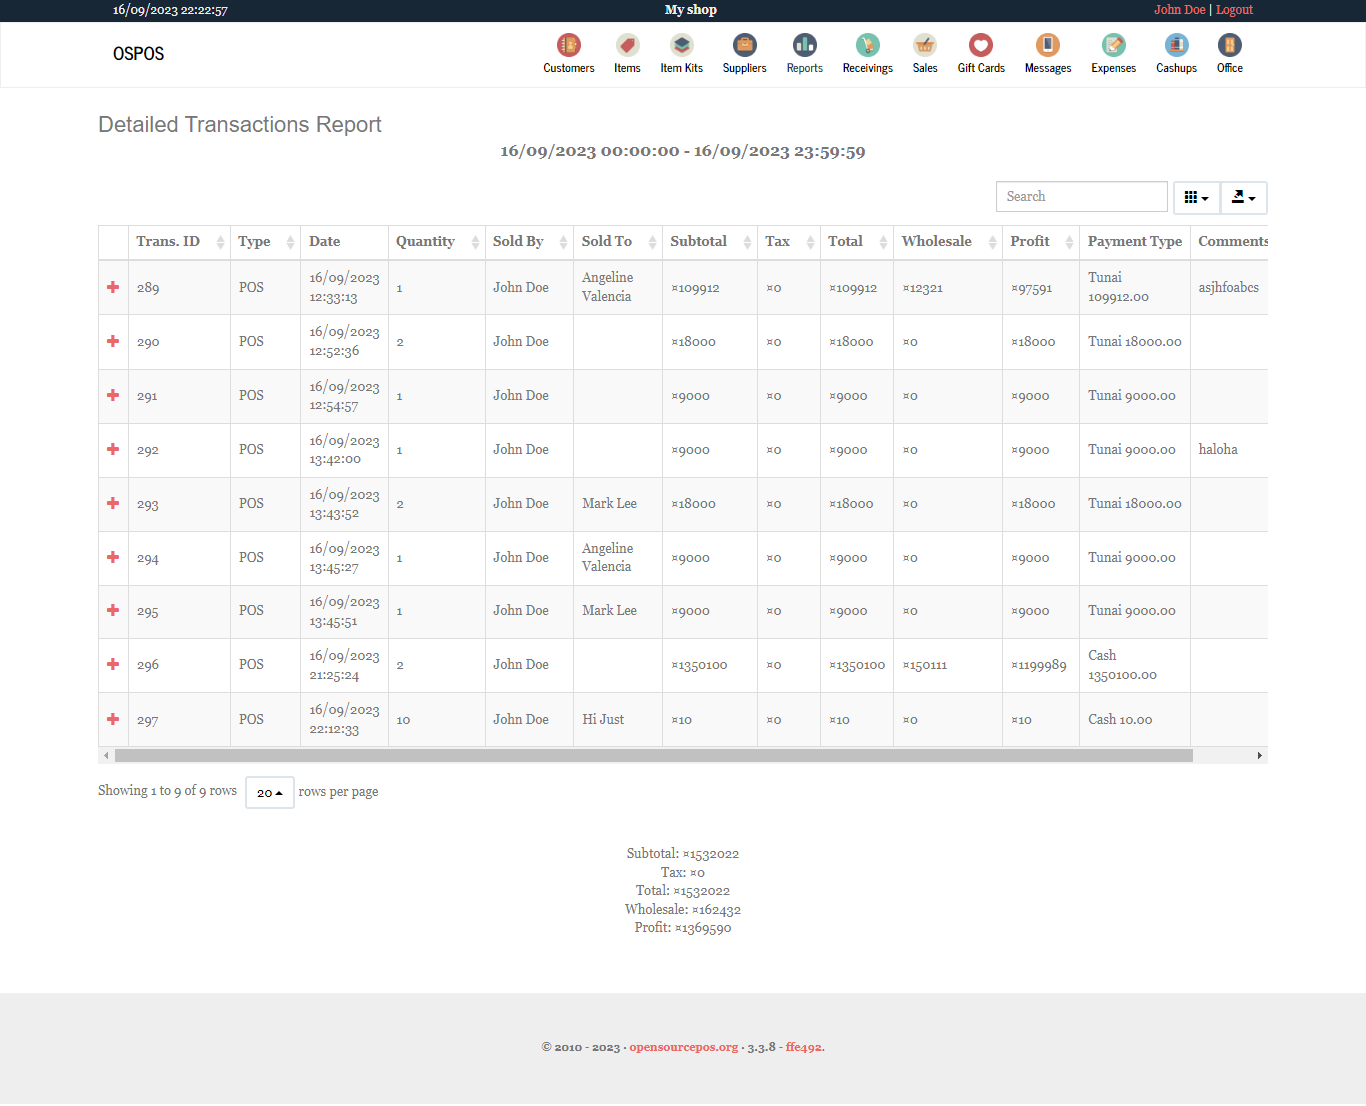 16/09/2023 22:22:57 My shop John Doe | Logout
OSPOS Customers Items Item Kits Suppliers Reports Receivings Sales Gift Cards Messages Expenses Cashups Office
Detailed Transactions Report
16/09/2023 00:00:00 - 16/09/2023 23:59:59
Search
Trans. ID Type Date Quantity Sold By Sold To Subtotal Tax Total Wholesale Profit Payment Type Comments
289 POS 16/09/2023 12:33:13 1 John Doe Angeline Valencia ¤109912 ¤0 ¤109912 ¤12321 ¤97591 Tunai 109912.00 asjhfoabcs
290 POS 16/09/2023 12:52:36 2 John Doe ¤18000 ¤0 ¤18000 ¤0 ¤18000 Tunai 18000.00
291 POS 16/09/2023 12:54:57 1 John Doe ¤9000 ¤0 ¤9000 ¤0 ¤9000 Tunai 9000.00
292 POS 16/09/2023 13:42:00 1 John Doe ¤9000 ¤0 ¤9000 ¤0 ¤9000 Tunai 9000.00 haloha
293 POS 16/09/2023 13:43:52 2 John Doe Mark Lee ¤18000 ¤0 ¤18000 ¤0 ¤18000 Tunai 18000.00
294 POS 16/09/2023 13:45:27 1 John Doe Angeline Valencia ¤9000 ¤0 ¤9000 ¤0 ¤9000 Tunai 9000.00
295 POS 16/09/2023 13:45:51 1 John Doe Mark Lee ¤9000 ¤0 ¤9000 ¤0 ¤9000 Tunai 9000.00
296 POS 16/09/2023 21:25:24 2 John Doe ¤1350100 ¤0 ¤1350100 ¤150111 ¤1199989 Cash 1350100.00
297 POS 16/09/2023 22:12:33 10 John Doe Hi Just ¤10 ¤0 ¤10 ¤0 ¤10 Cash 10.00
Showing 1 to 9 of 9 rows 20 rows per page
Subtotal: ¤1532022
Tax: ¤0
Total: ¤1532022
Wholesale: ¤162432
Profit: ¤1369590
© 2010 - 2023 · opensourcepos.org · 3.3.8 - ffe492.